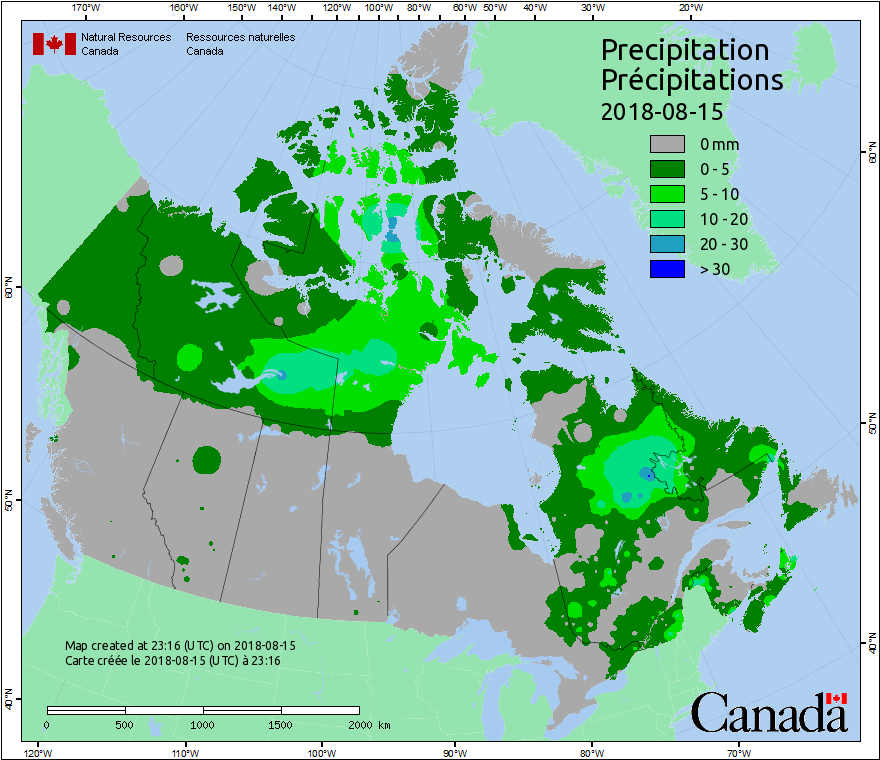 170°W 160°W 150°W 140°W 130°W 120°W 110°W 100°W 90°W 80°W 60°W 50°W 40°W 30°W 20°W
Natural Resources Canada
Ressources naturelles Canada
Precipitation
Précipitations
2018-08-15
0 mm
0 - 5
5 - 10
10 - 20
20 - 30
> 30
60°N
50°N
40°N
60°N
50°N
40°N
Map created at 23:16 (UTC) on 2018-08-15
Carte créée le 2018-08-15 (UTC) à 23:16
0 500 1000 1500 2000 km
Canada
120°W 110°W 100°W 90°W 80°W 70°W